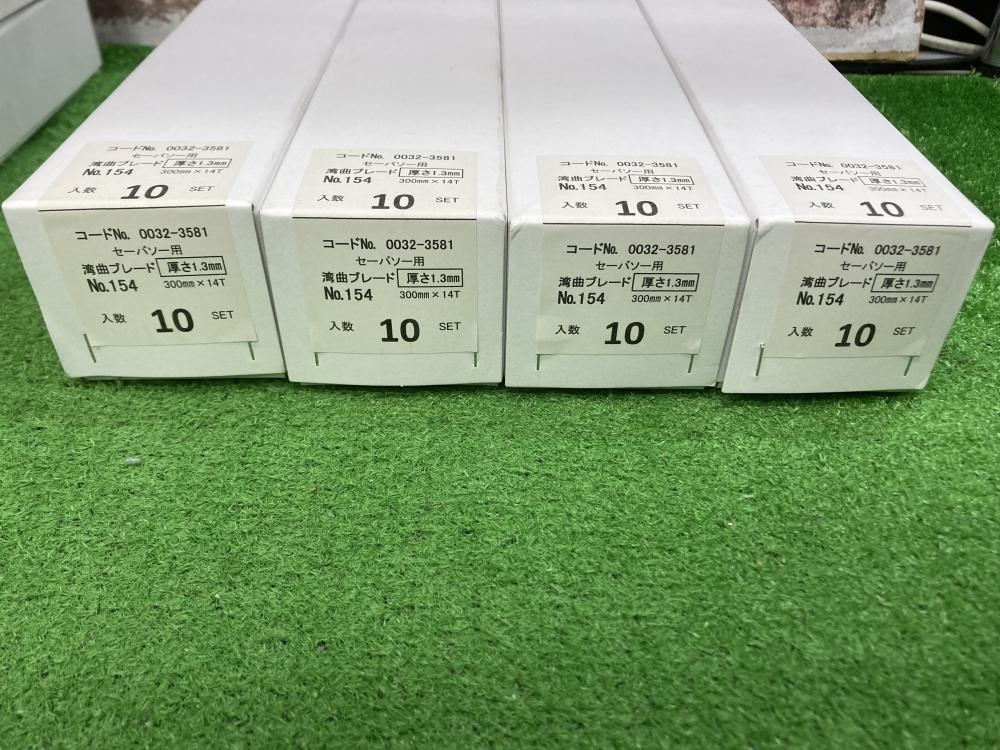 コードNo. 0032-3581
セーバソー用
湾曲ブレード 厚さ1.3mm
No.154 300mm×14T
入数 10 SET
コードNo. 0032-3581
セーバソー用
湾曲ブレード 厚さ1.3mm
No.154 300mm×14T
入数 10 SET
コードNo. 0032-3581
セーバソー用
湾曲ブレード 厚さ1.3mm
No.154 300mm×14T
入数 10 SET
コードNo. 0032-3581
セーバソー用
湾曲ブレード 厚さ1.3mm
No.154 300mm×14T
入数 10 SET
コードNo. 0032-3581
セーバソー用
湾曲ブレード 厚さ1.3mm
No.154 300mm×14T
入数 10 SET
コードNo. 0032-3581
セーバソー用
湾曲ブレード 厚さ1.3mm
No.154 300mm×14T
入数 10 SET
コードNo. 0032-3581
セーバソー用
湾曲ブレード 厚さ1.3mm
No.154 300mm×14T
入数 10 SET
コードNo. 0032-3581
セーバソー用
湾曲ブレード 厚さ1.3mm
No.154 300mm×14T
入数 10 SET